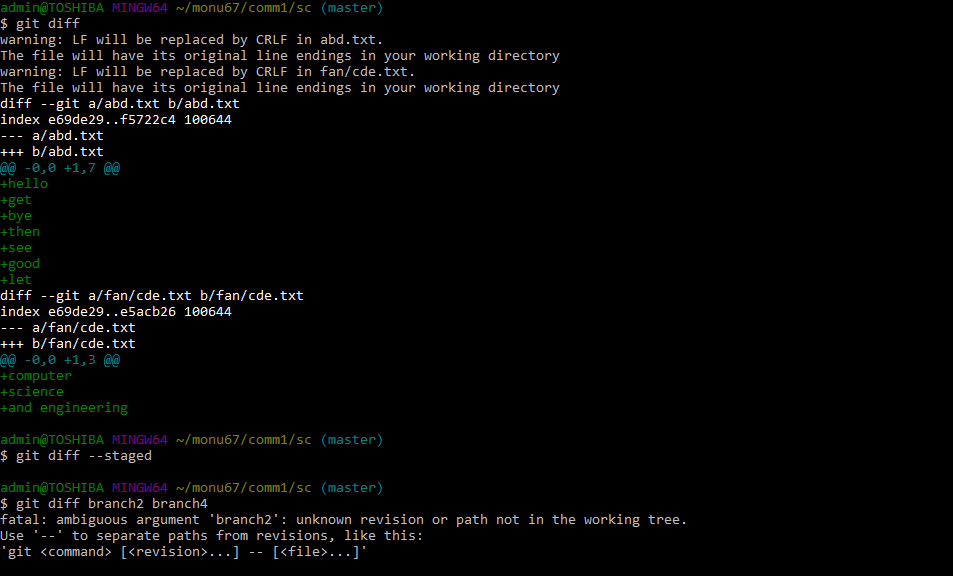 admin@TOSHIBA MINGW64 ~/monu67/comm1/sc (master)
$ git diff
warning: LF will be replaced by CRLF in abd.txt.
The file will have its original line endings in your working directory
warning: LF will be replaced by CRLF in fan/cde.txt.
The file will have its original line endings in your working directory
diff --git a/abd.txt b/abd.txt
index e69de29..f5722c4 100644
--- a/abd.txt
+++ b/abd.txt
@@ -0,0 +1,7 @@
+hello
+get
+bye
+then
+see
+good
+let
diff --git a/fan/cde.txt b/fan/cde.txt
index e69de29..e5acb26 100644
--- a/fan/cde.txt
+++ b/fan/cde.txt
@@ -0,0 +1,3 @@
+computer
+science
+and engineering
admin@TOSHIBA MINGW64 ~/monu67/comm1/sc (master)
$ git diff --staged
admin@TOSHIBA MINGW64 ~/monu67/comm1/sc (master)
$ git diff branch2 branch4
fatal: ambiguous argument 'branch2': unknown revision or path not in the working tree.
Use '--' to separate paths from revisions, like this:
'git <command> [<revision>...] -- [<file>...]'